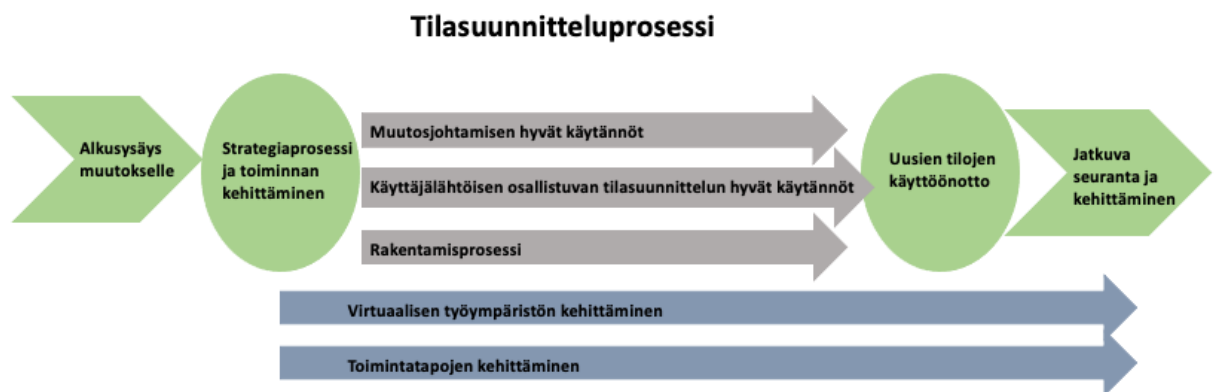 Tilasuunnitteluprosessi
Alkusysäys
muutokselle
Strategiaprosessi
ja toiminnan
kehittäminen
Muutosjohtamisen hyvät käytännöt
Käyttäjälähtöisen osallistuvan tilasuunnittelun hyvät käytännöt
Rakentamisprosessi
Uusien tilojen
käyttöönotto
Jatkuva
seuranta ja
kehittäminen
Virtuaalisen työympäristön kehittäminen
Toimintatapojen kehittäminen